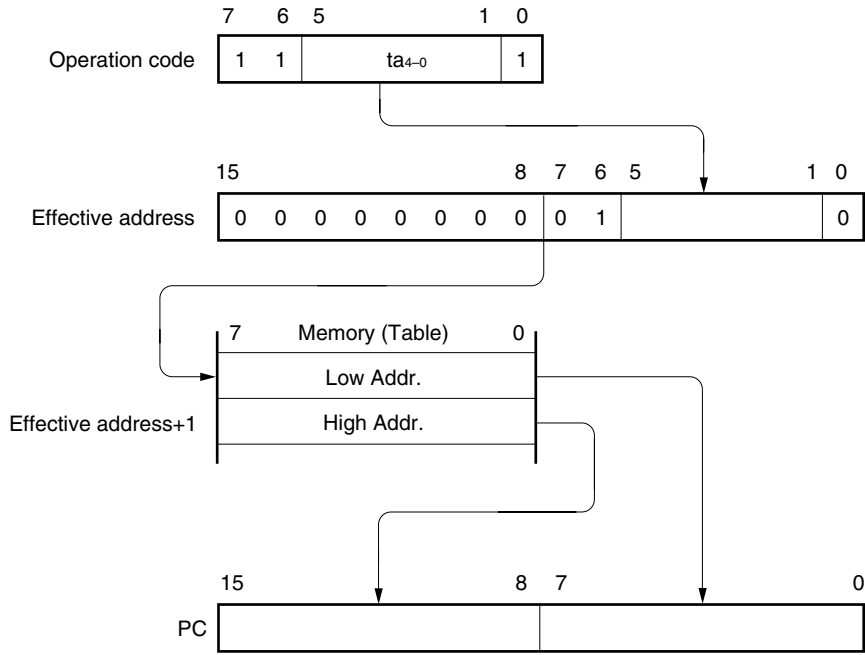 7 6 5 1 0
Operation code 1 1 ta4–0 1
15 8 7 6 5 1 0
Effective address 0 0 0 0 0 0 0 0 0 1 0
7 Memory (Table) 0
Low Addr.
Effective address+1 High Addr.
15 8 7 0
PC